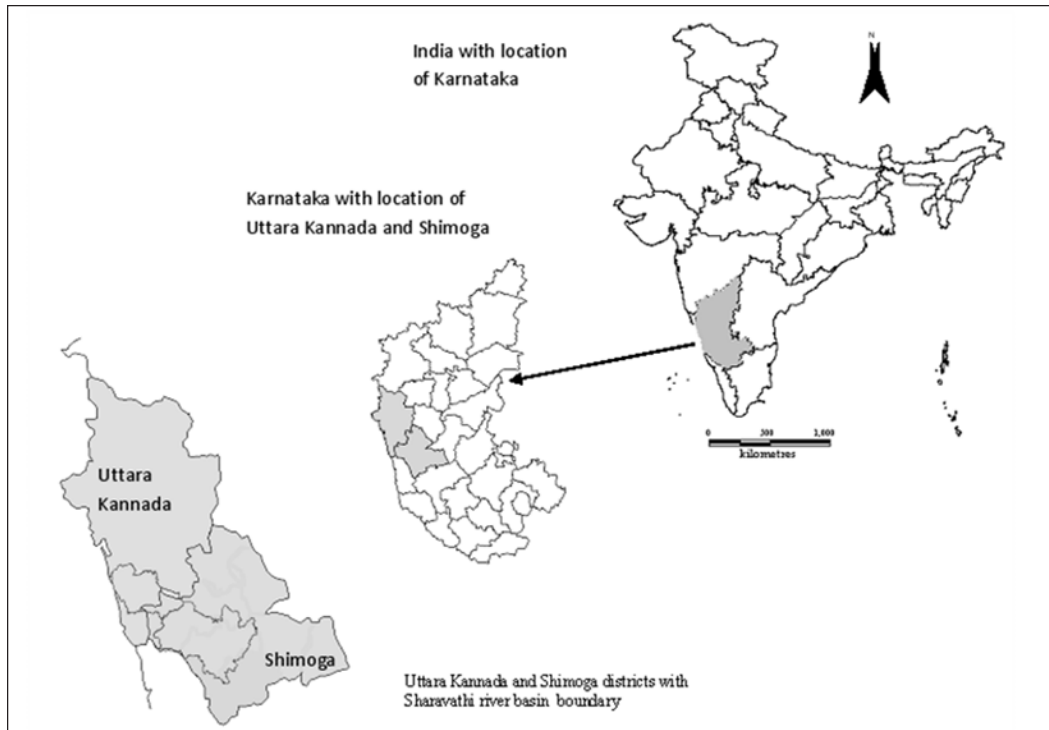 India with location
of Karnataka
N
Karnataka with location of
Uttara Kannada and Shimoga
0 500 1,000
kilometres
Uttara
Kannada
Shimoga
Uttara Kannada and Shimoga districts with
Sharavathi river basin boundary